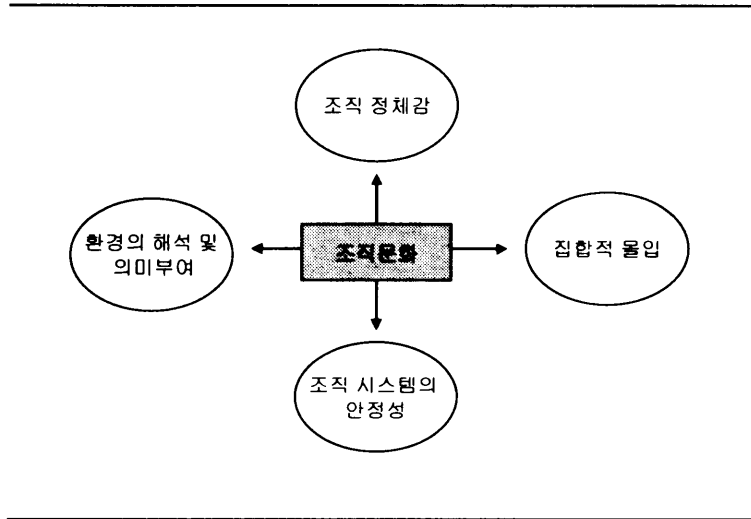 조직 정체감
환경의 해석 및
의미부여
조직문화
집합적 몰입
조직 시스템의
안정성